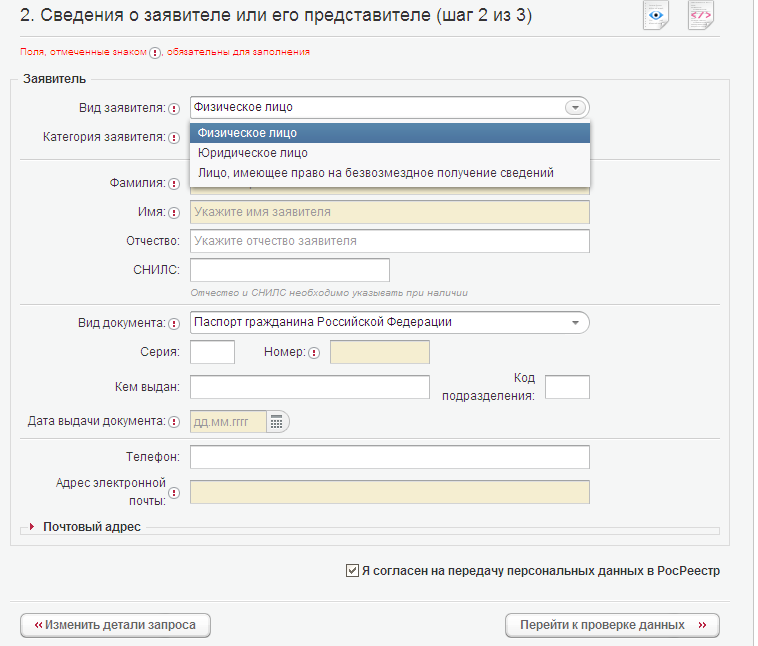 2. Сведения о заявителе или его представителе (шаг 2 из 3)
Поля, отмеченные знаком !, обязательны для заполнения
Заявитель
Вид заявителя: ! Физическое лицо
Категория заявителя: ! Физическое лицо
Юридическое лицо
Лицо, имеющее право на безвозмездное получение сведений
Фамилия: !
Имя: ! Укажите имя заявителя
Отчество: Укажите отчество заявителя
СНИЛС:
Отчество и СНИЛС необходимо указывать при наличии
Вид документа: ! Паспорт гражданина Российской Федерации
Серия: Номер: !
Кем выдан: Код
подразделения:
Дата выдачи документа: ! дд.мм.гггг
Телефон:
Адрес электронной
почты: !
Почтовый адрес
Я согласен на передачу персональных данных в РосРеестр
«Изменить детали запроса Перейти к проверке данных »